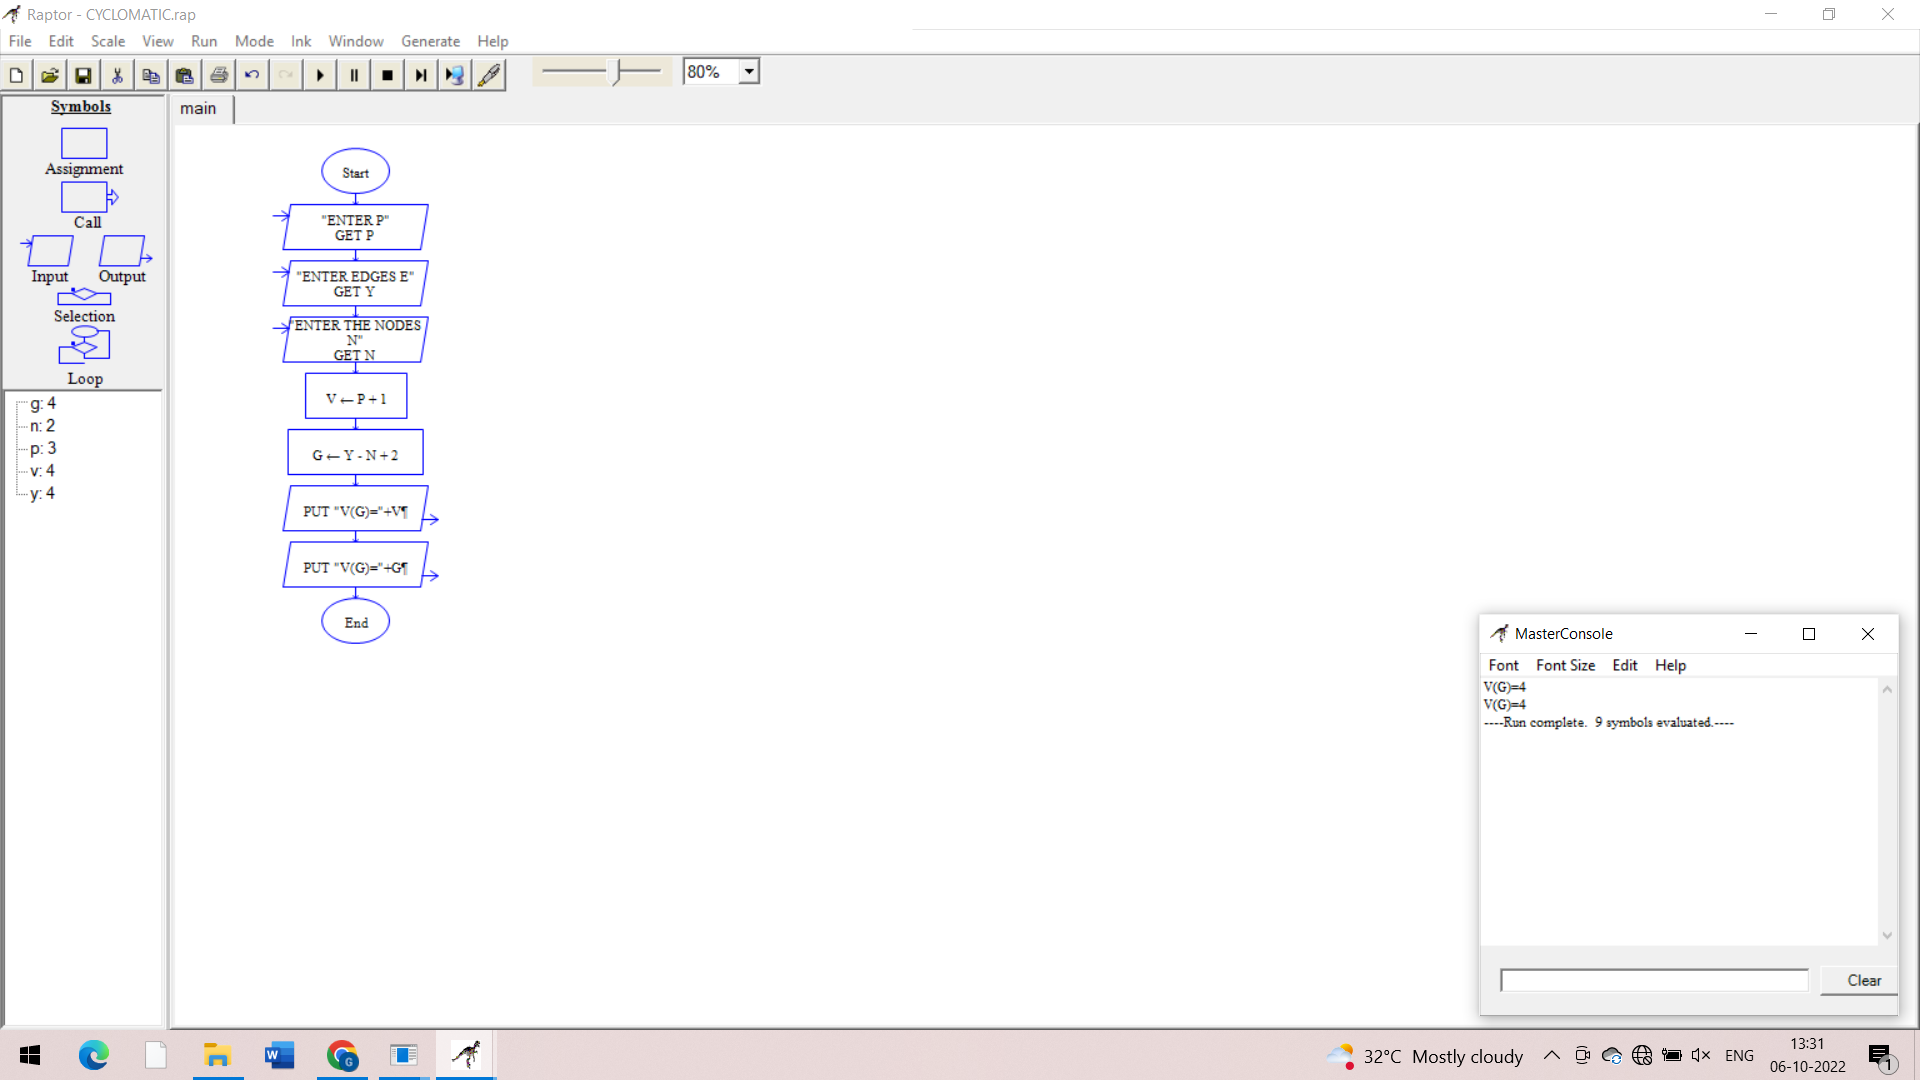 Raptor - CYCLOMATIC.rap
File Edit Scale View Run Mode Ink Window Generate Help
80%
Symbols
Assignment
Call
Input Output
Selection
Loop
g: 4
n: 2
p: 3
v: 4
y: 4
main
Start
"ENTER P"
GET P
"ENTER EDGES E"
GET Y
"ENTER THE NODES
N"
GET N
V ← P + 1
G ← Y - N + 2
PUT "V(G)="+V¶
PUT "V(G)="+G¶
End
MasterConsole
Font Font Size Edit Help
V(G)=4
V(G)=4
----Run complete. 9 symbols evaluated.----
Clear
32°C Mostly cloudy
ENG
13:31
06-10-2022
1